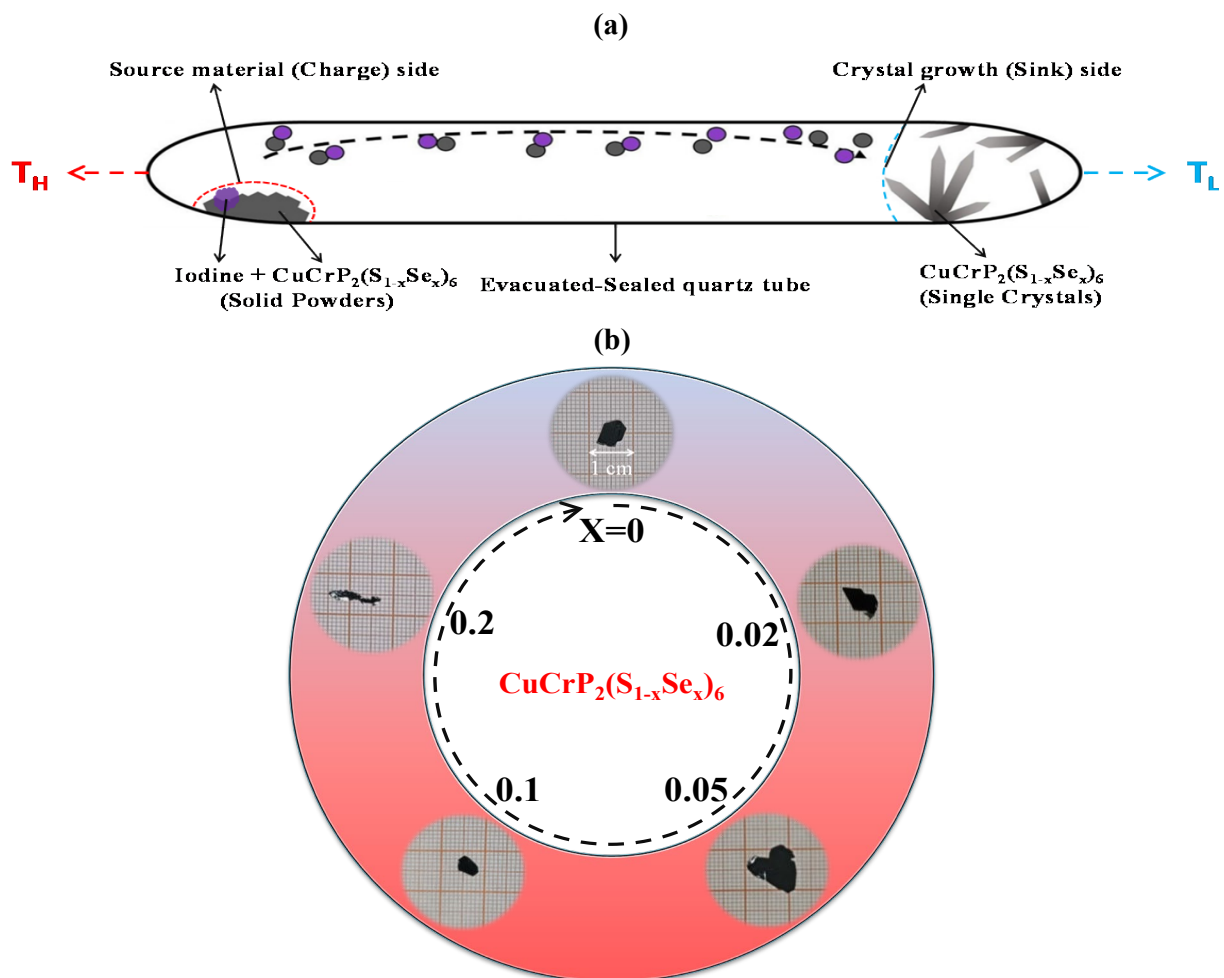 (a)
Source material (Charge) side
Crystal growth (Sink) side
T_H
T_L
Iodine + CuCrP₂(S₁₋ₓSeₓ)₆
(Solid Powders)
Evacuated-Sealed quartz tube
CuCrP₂(S₁₋ₓSeₓ)₆
(Single Crystals)
(b)
1 cm
X=0
0.2
0.02
CuCrP₂(S₁₋ₓSeₓ)₆
0.1
0.05